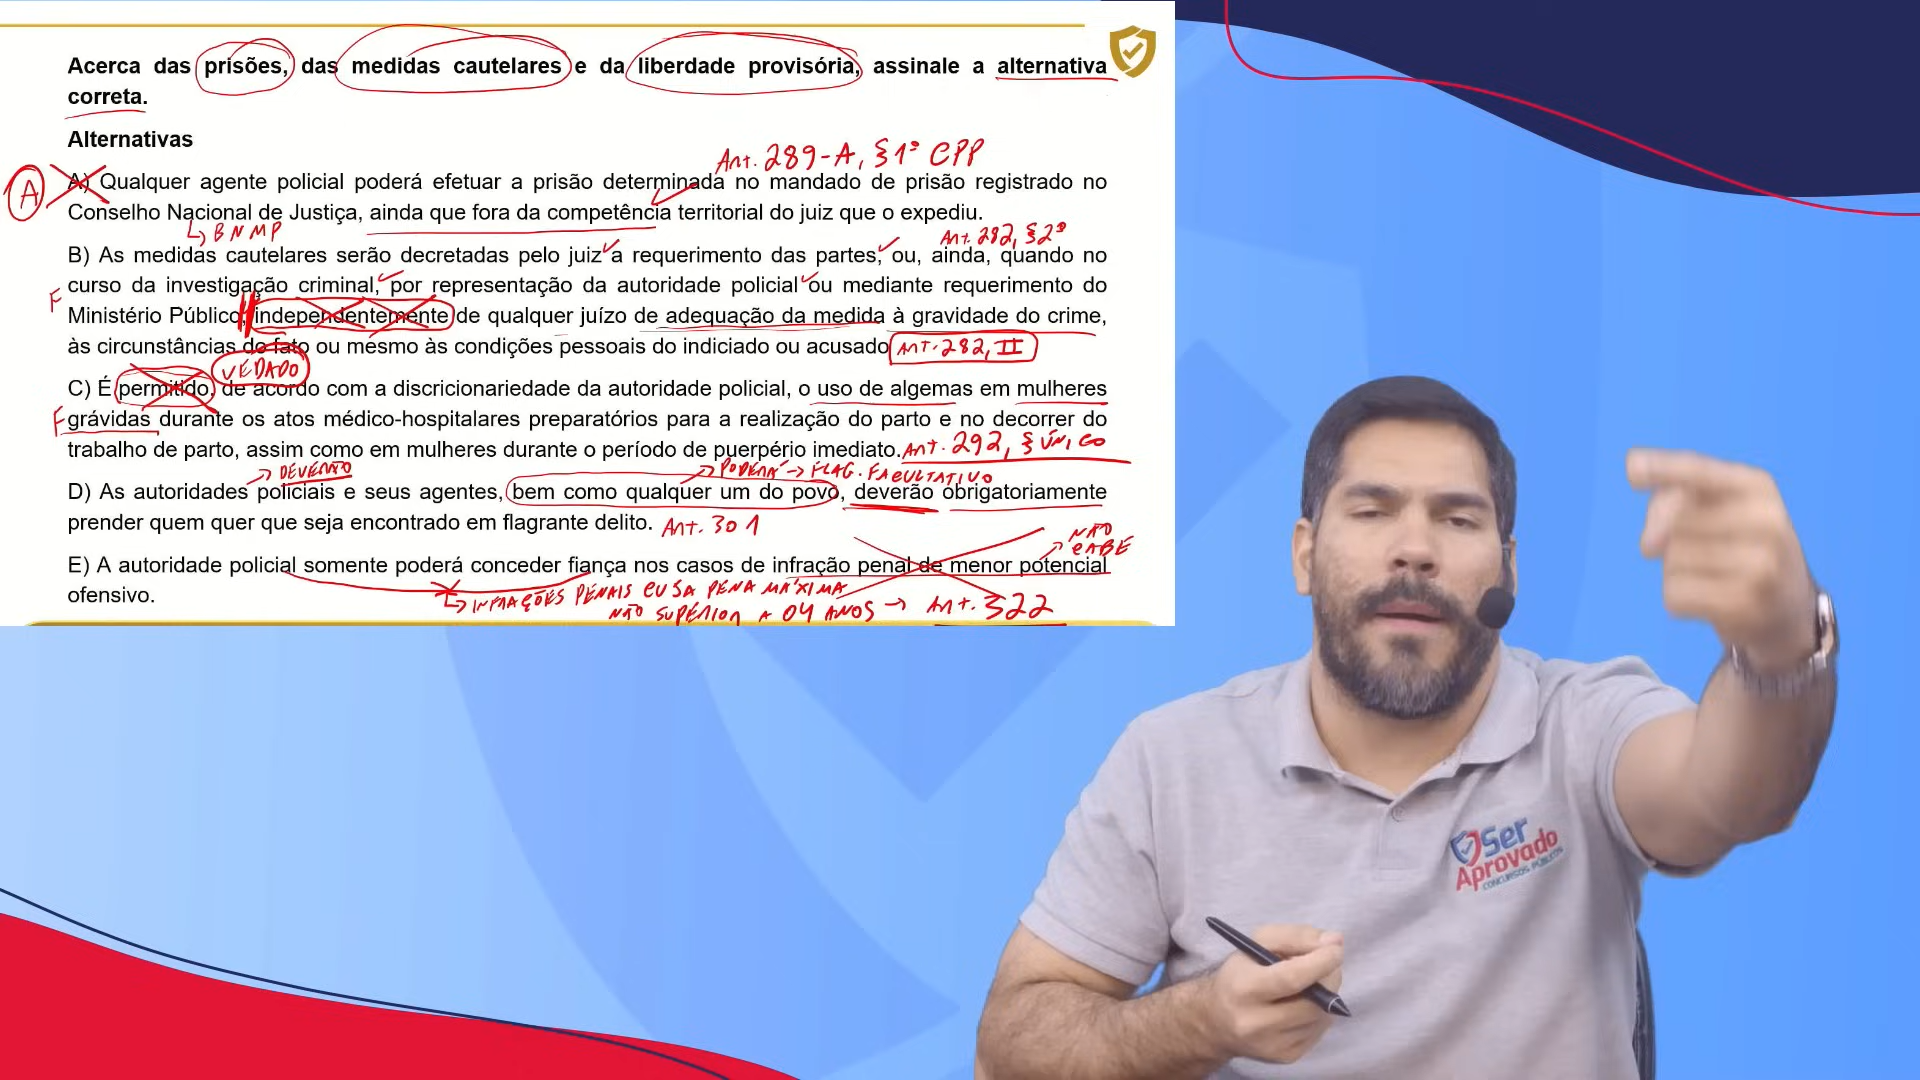 Acerca das prisões, das medidas cautelares e da liberdade provisória, assinale a alternativa
correta.
Alternativas
Art. 289-A, § 1º CPP
A
A) Qualquer agente policial poderá efetuar a prisão determinada no mandado de prisão registrado no
Conselho Nacional de Justiça, ainda que fora da competência territorial do juiz que o expediu.
BNMP
Art. 282, § 2º
B) As medidas cautelares serão decretadas pelo juiz a requerimento das partes, ou, ainda, quando no
curso da investigação criminal, por representação da autoridade policial ou mediante requerimento do
F
Ministério Público, independentemente de qualquer juízo de adequação da medida à gravidade do crime,
às circunstâncias do fato ou mesmo às condições pessoais do indiciado ou acusado
Art. 282, II
VEDADO
C) É permitido, de acordo com a discricionariedade da autoridade policial, o uso de algemas em mulheres
F
grávidas durante os atos médico-hospitalares preparatórios para a realização do parto e no decorrer do
trabalho de parto, assim como em mulheres durante o período de puerpério imediato.
Art. 292, § ÚNICO
DEVERÃO
PODERÁ → FLAG. FACULTATIVO
D) As autoridades policiais e seus agentes, bem como qualquer um do povo, deverão obrigatoriamente
prender quem quer que seja encontrado em flagrante delito.
Art. 301
NÃO
CABE
E) A autoridade policial somente poderá conceder fiança nos casos de infração penal de menor potencial
ofensivo.
INFRAÇÕES PENAIS CUJA PENA MÁXIMA
NÃO SUPERIOR A 04 ANOS → Art. 322
Ser
Aprovado
CONCURSOS PÚBLICOS